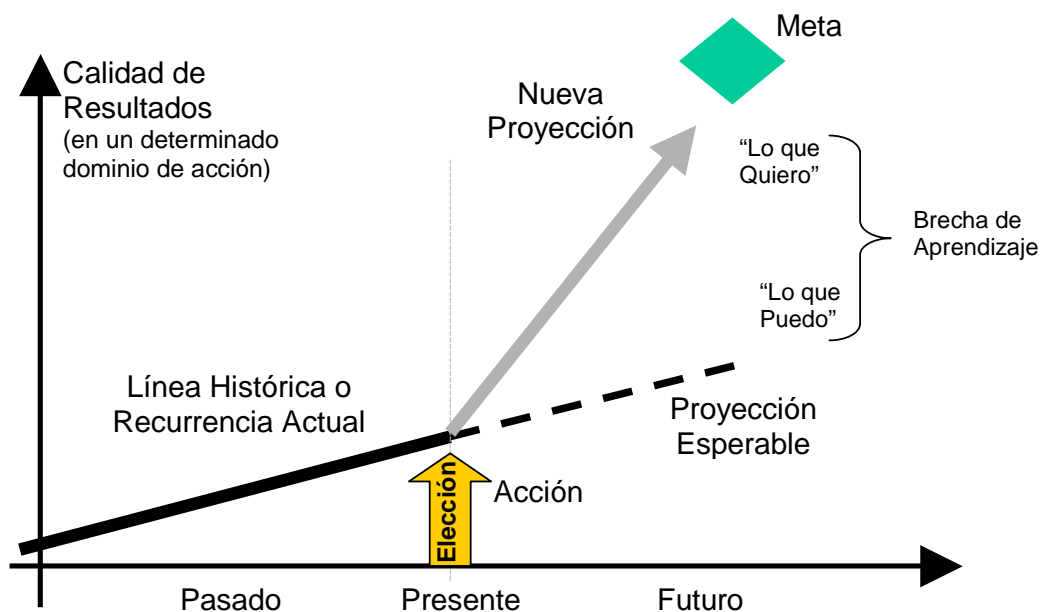 Meta
Calidad de
Resultados
(en un determinado
dominio de acción)
Nueva
Proyección
“Lo que
Quiero”
Brecha de
Aprendizaje
“Lo que
Puedo”
Línea Histórica o
Recurrencia Actual
Proyección
Esperable
Elección
Acción
Pasado
Presente
Futuro